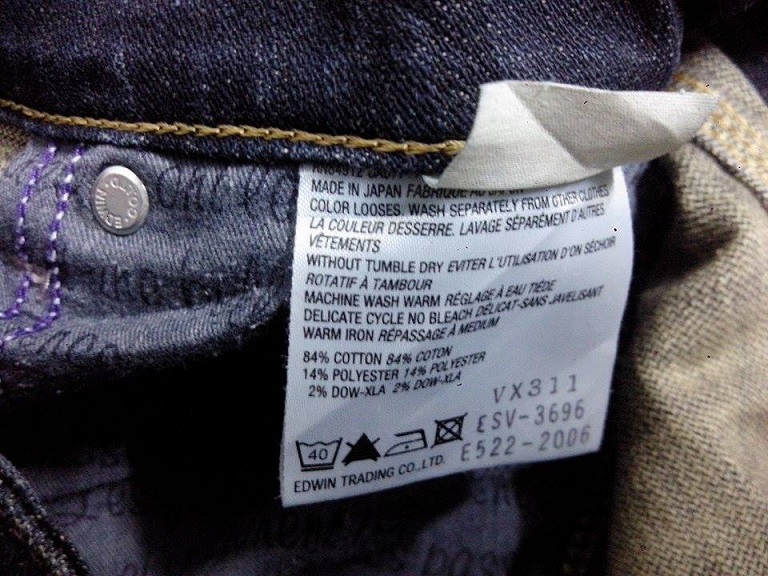 MADE IN JAPAN FABRIQUÉ AU JAPON
COLOR LOOSES. WASH SEPARATELY FROM OTHER CLOTHES
LA COULEUR DESSERRE. LAVAGE SÉPARÉMENT D'AUTRES
VÊTEMENTS
WITHOUT TUMBLE DRY EVITER L'UTILISATION D'ON SÉCHOIR
ROTATIF À TAMBOUR
MACHINE WASH WARM RÉGLAGE À EAU TIÉDE
DELICATE CYCLE NO BLEACH DÉLICAT-SANS JAVELISANT
WARM IRON RÉPASSAGE À MEDIUM
84% COTTON 84% COTON
14% POLYESTER 14% POLYESTER
2% DOW-XLA 2% DOW-XLA
VX311
ESV-3696
E522-2006
40
EDWIN TRADING CO.,LTD.